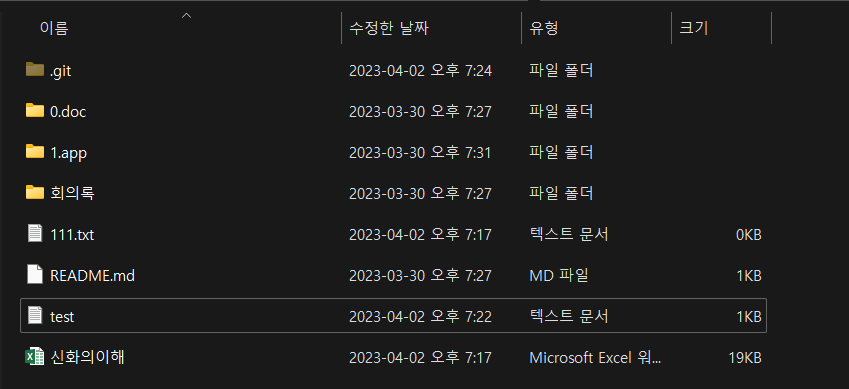 이름 수정한 날짜 유형 크기
.git 2023-04-02 오후 7:24 파일 폴더
0.doc 2023-03-30 오후 7:27 파일 폴더
1.app 2023-03-30 오후 7:31 파일 폴더
회의록 2023-03-30 오후 7:27 파일 폴더
111.txt 2023-04-02 오후 7:17 텍스트 문서 0KB
README.md 2023-03-30 오후 7:27 MD 파일 1KB
test 2023-04-02 오후 7:22 텍스트 문서 1KB
신화의이해 2023-04-02 오후 7:17 Microsoft Excel 워... 19KB